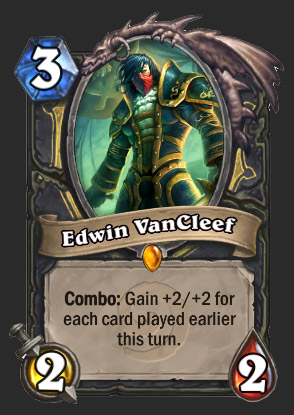 3
Edwin VanCleef
Combo: Gain +2/+2 for
each card played earlier
this turn.
2
2